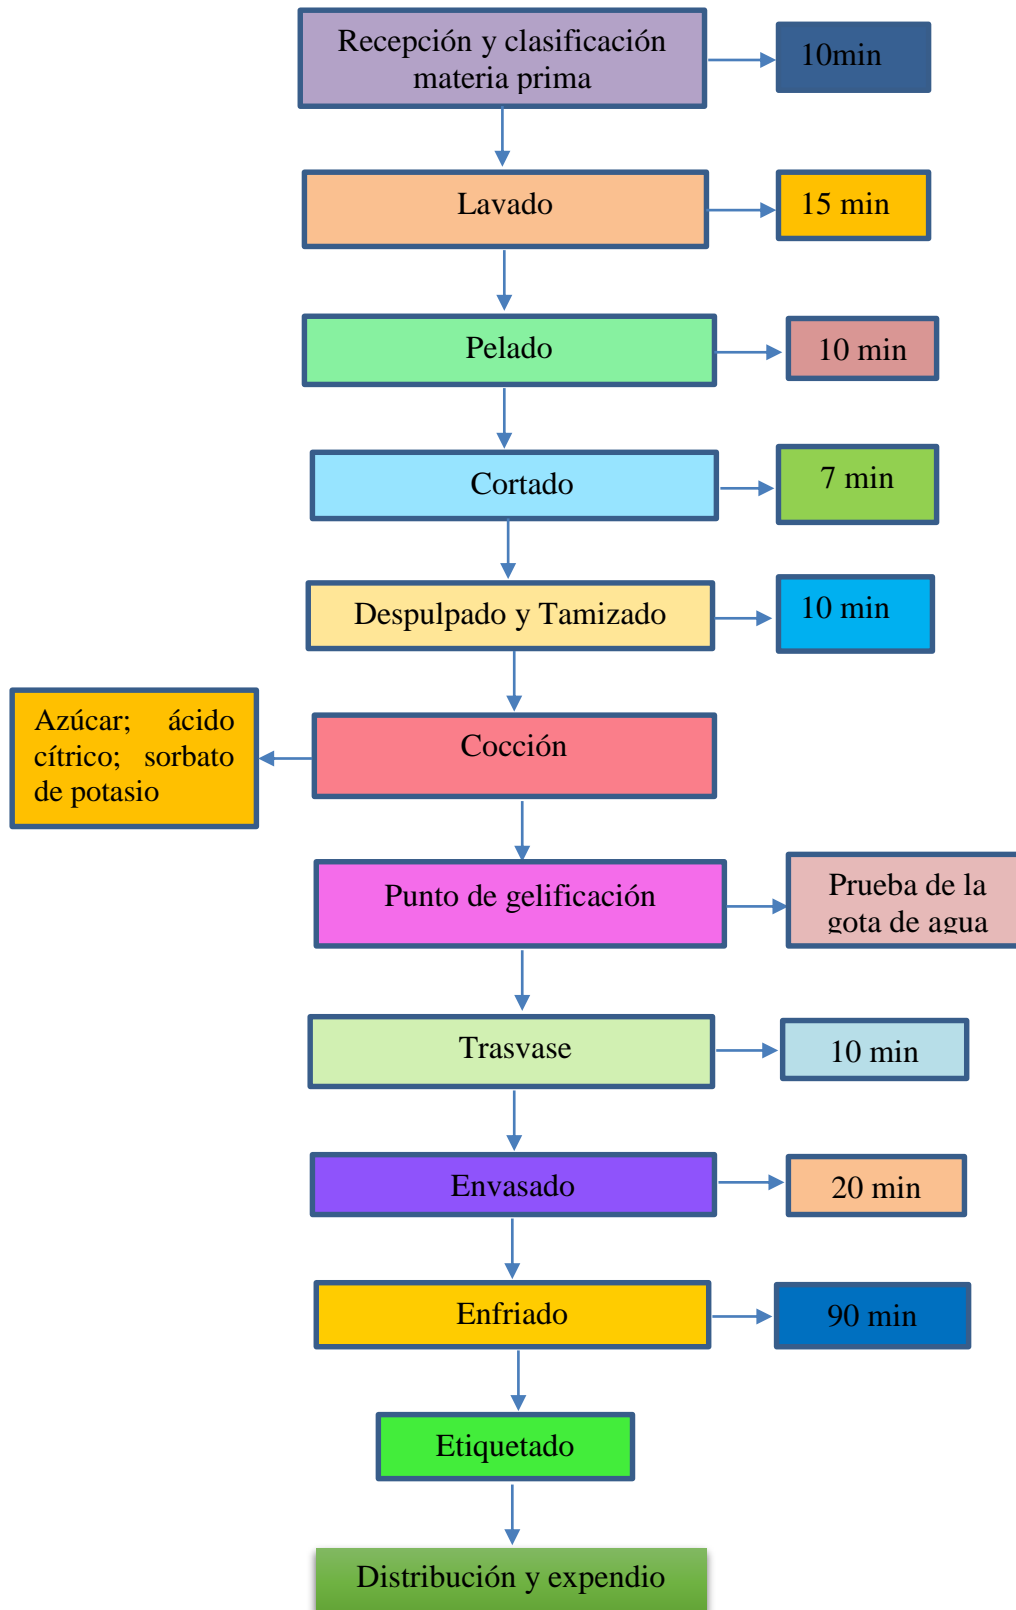 Recepción y clasificación
materia prima
10min
Lavado
15 min
Pelado
10 min
Cortado
7 min
Despulpado y Tamizado
10 min
Azúcar; ácido
cítrico; sorbato
de potasio
Cocción
Punto de gelificación
Prueba de la
gota de agua
Trasvase
10 min
Envasado
20 min
Enfriado
90 min
Etiquetado
Distribución y expendio